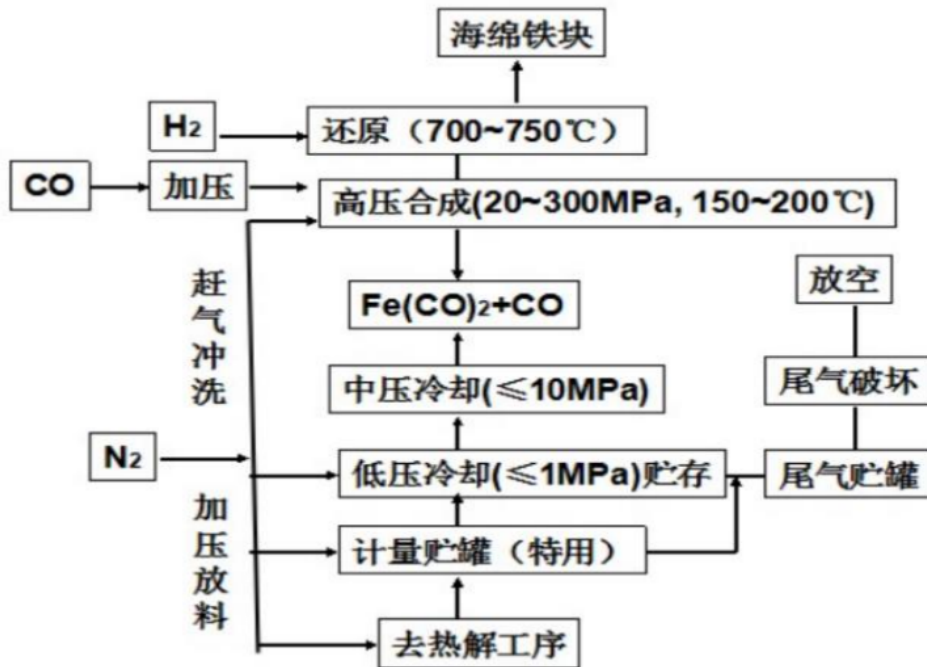 海绵铁块
H₂
还原（700~750℃）
CO
加压
高压合成(20~300MPa, 150~200℃)
赶气冲洗
放空
Fe(CO)₂+CO
中压冷却(≤10MPa)
尾气破坏
N₂
低压冷却(≤1MPa)贮存
尾气贮罐
加压放料
计量贮罐（特用）
去热解工序